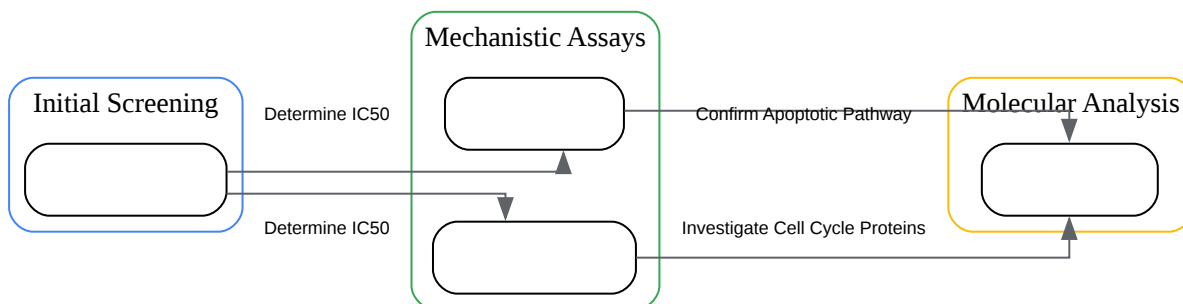 Mechanistic Assays
Initial Screening
Molecular Analysis
Determine IC50
Confirm Apoptotic Pathway
Determine IC50
Investigate Cell Cycle Proteins